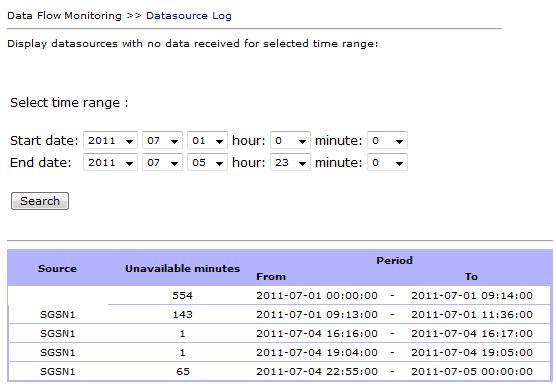 Data Flow Monitoring >> Datasource Log
Display datasources with no data received for selected time range:
Select time range :
Start date: 2011 07 01 hour: 0 minute: 0
End date: 2011 07 05 hour: 23 minute: 0
Search
Source Unavailable minutes Period
From To
554 2011-07-01 00:00:00 - 2011-07-01 09:14:00
SGSN1 143 2011-07-01 09:13:00 - 2011-07-01 11:36:00
SGSN1 1 2011-07-04 16:16:00 - 2011-07-04 16:17:00
SGSN1 1 2011-07-04 19:04:00 - 2011-07-04 19:05:00
SGSN1 65 2011-07-04 22:55:00 - 2011-07-05 00:00:00